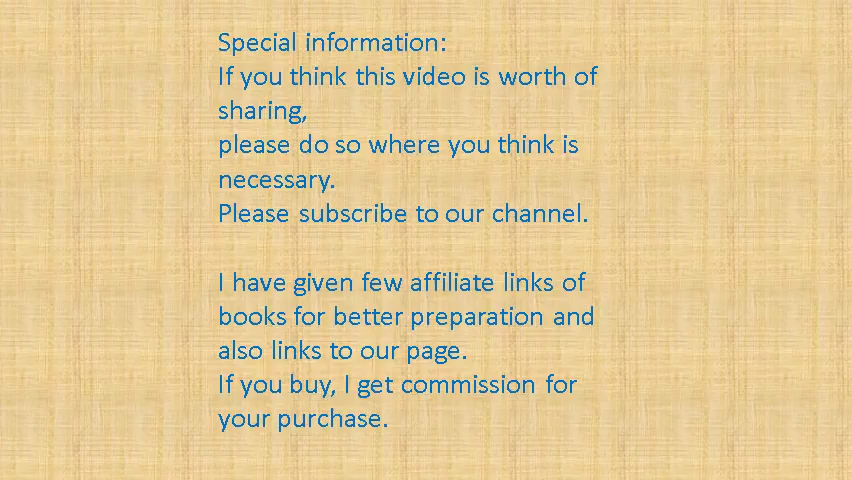 Special information:
If you think this video is worth of
sharing,
please do so where you think is
necessary.
Please subscribe to our channel.
I have given few affiliate links of
books for better preparation and
also links to our page.
If you buy, I get commission for
your purchase.